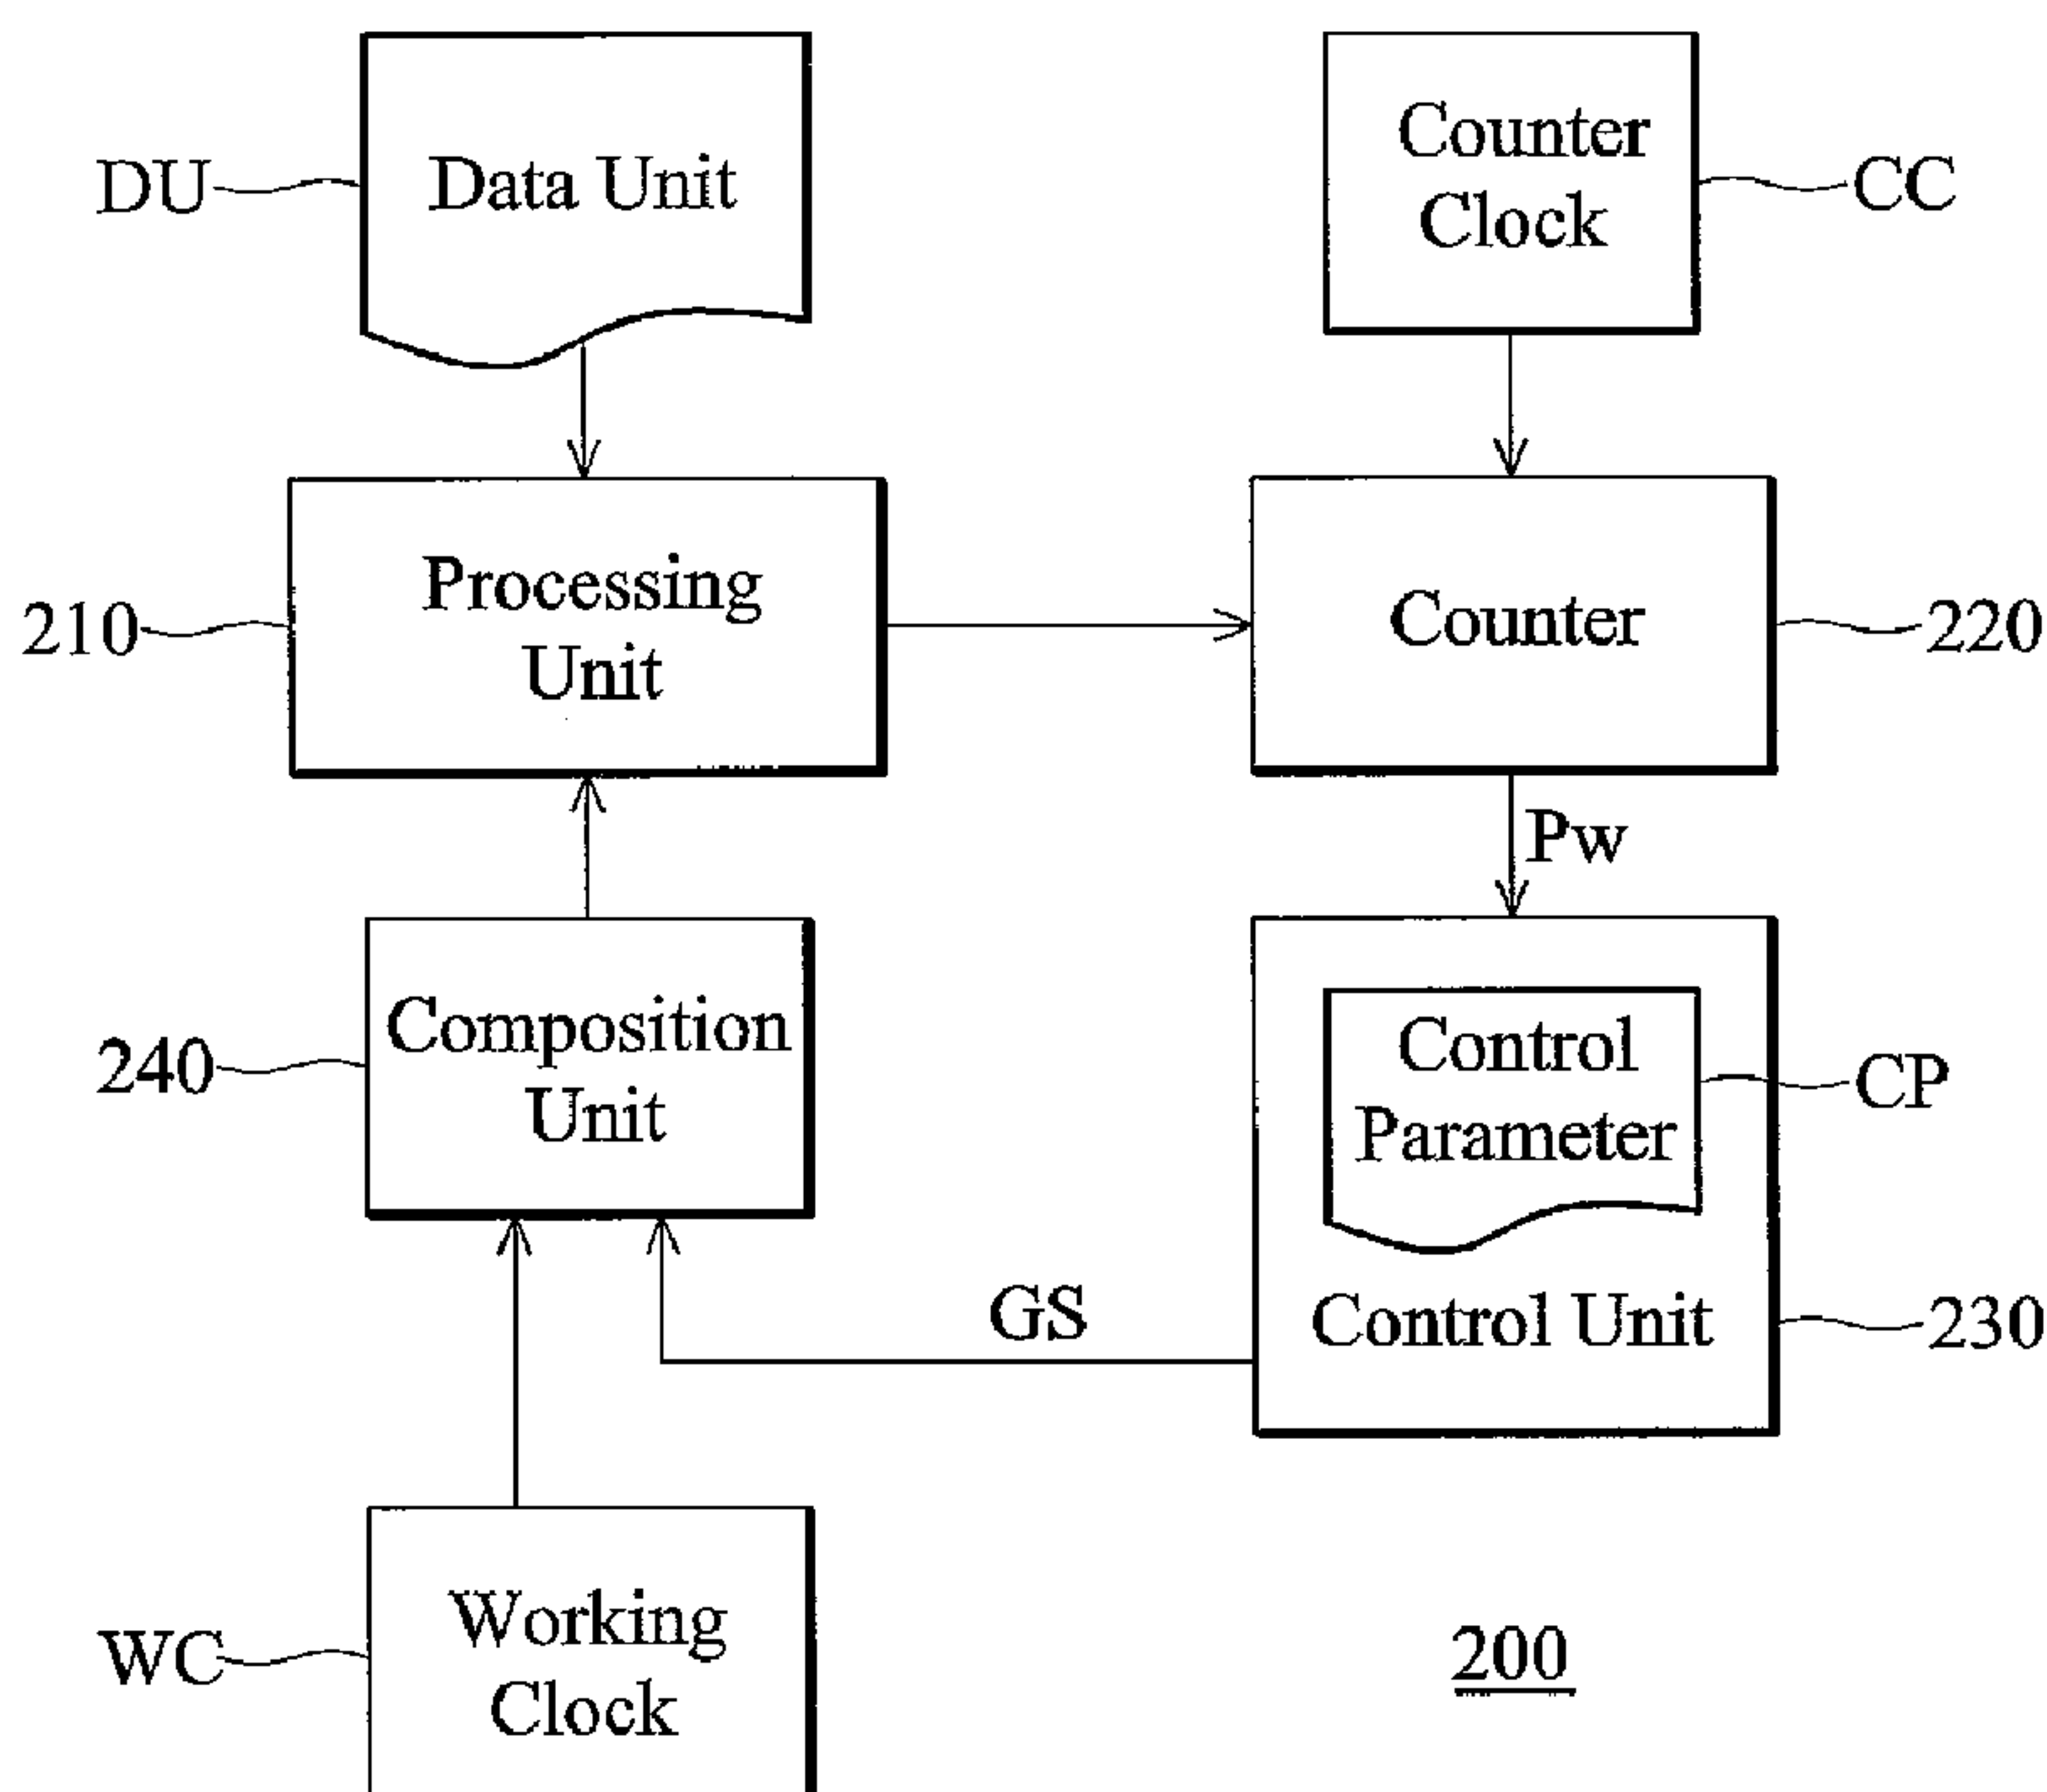 DU
Data Unit
Counter
Clock
CC
210
Processing
Unit
Counter
220
Pw
240
Composition
Unit
Control
Parameter
CP
GS
Control Unit
230
WC
Working
Clock
200